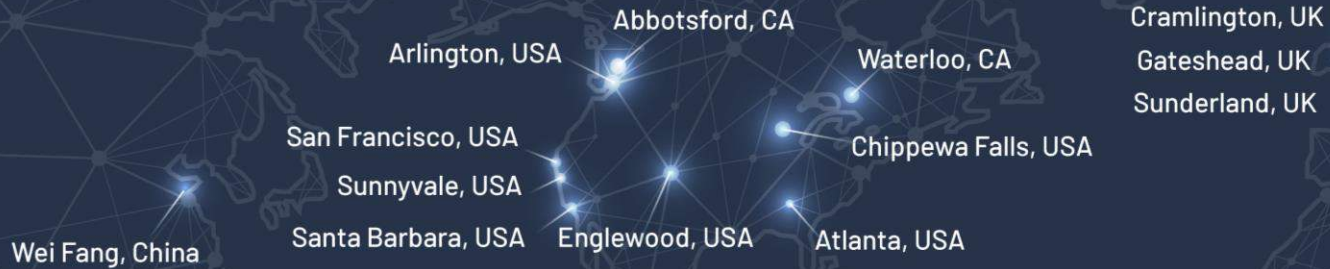 Abbotsford, CA
Arlington, USA
Waterloo, CA
Cramlington, UK
Gateshead, UK
Sunderland, UK
San Francisco, USA
Chippewa Falls, USA
Sunnyvale, USA
Santa Barbara, USA
Englewood, USA
Atlanta, USA
Wei Fang, China